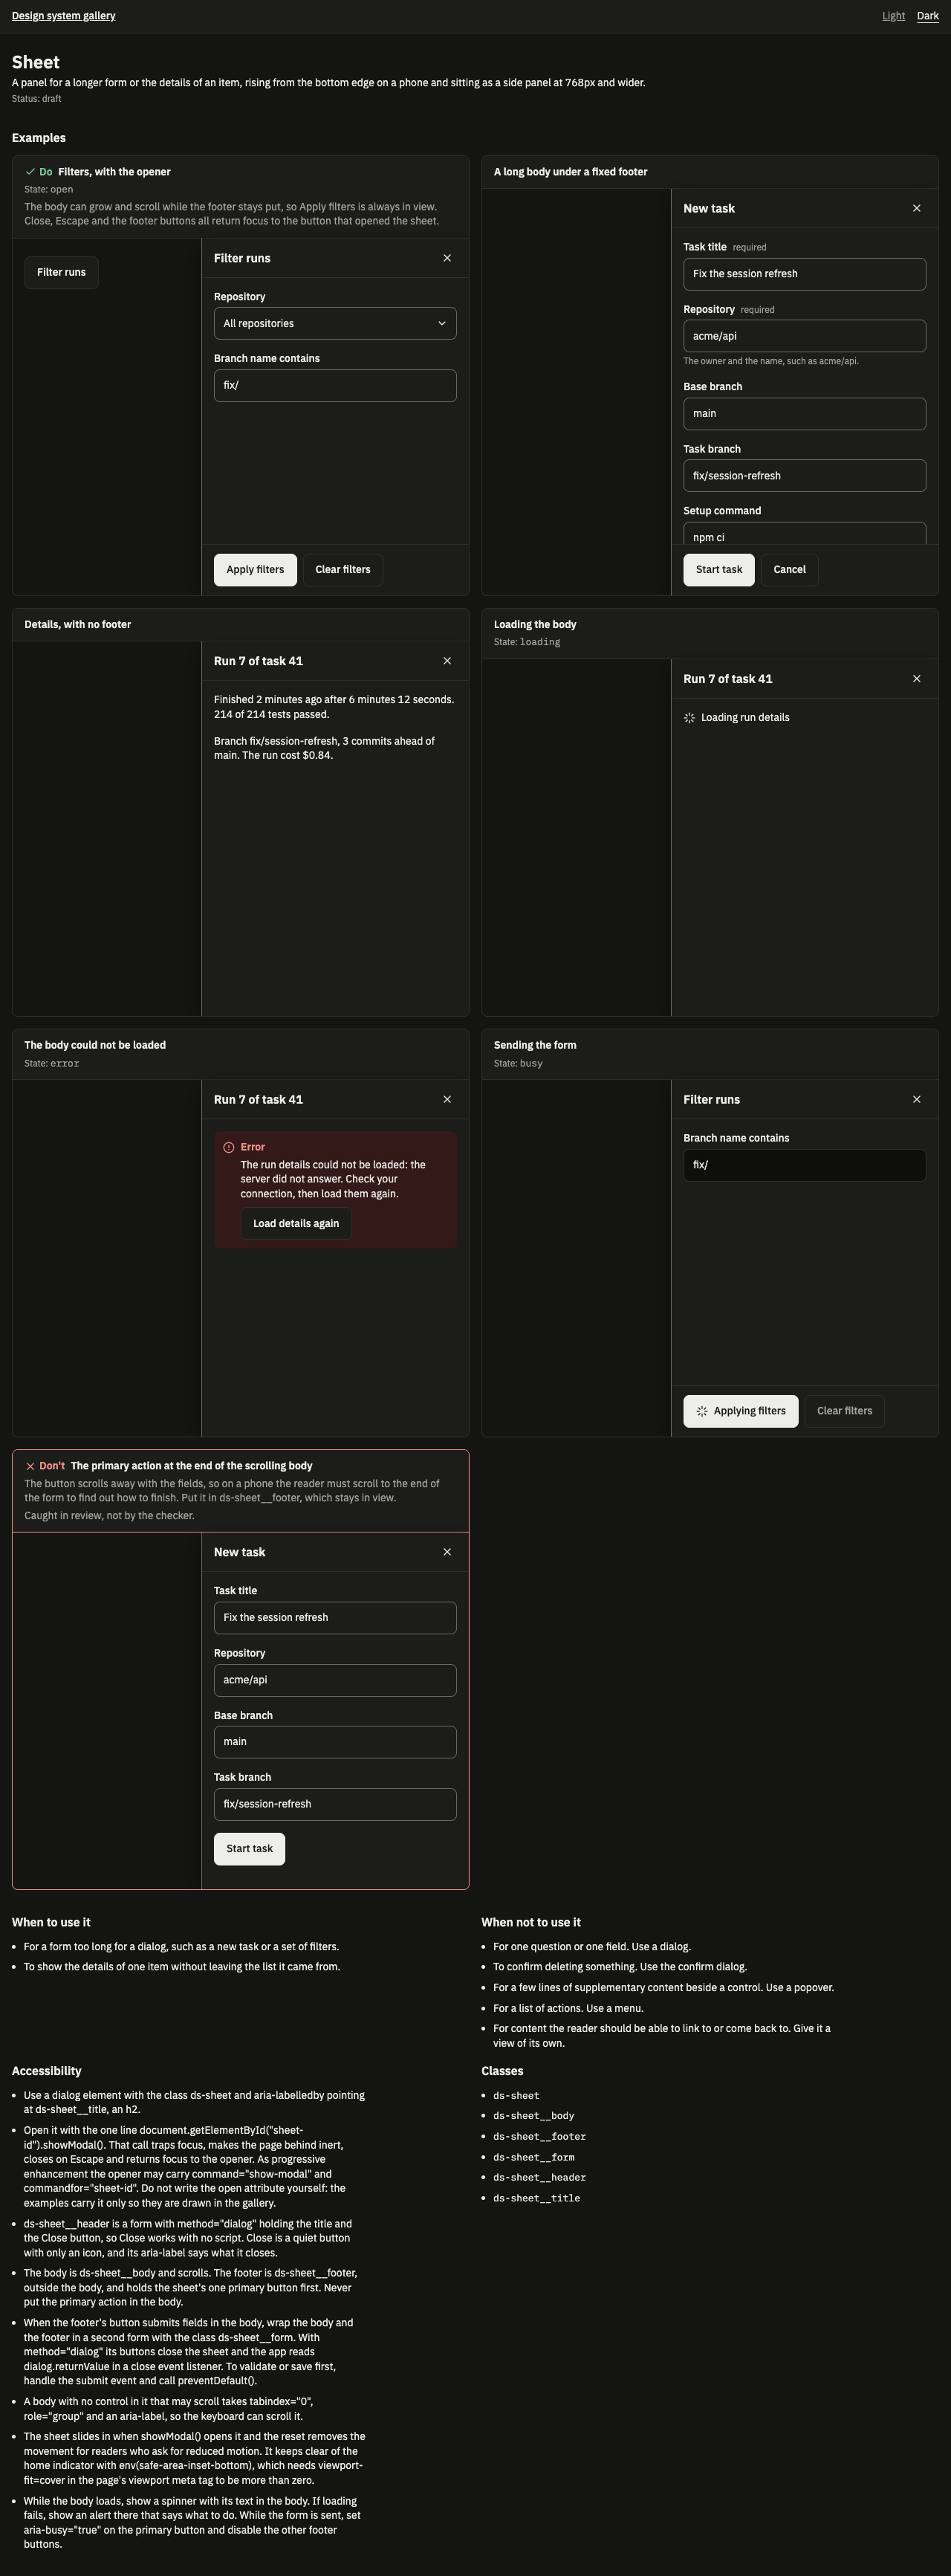 Design system gallery
Light
Dark
Sheet
A panel for a longer form or the details of an item, rising from the bottom edge on a phone and sitting as a side panel at 768px and wider.
Status: draft
Examples
Do Filters, with the opener
State: open
The body can grow and scroll while the footer stays put, so Apply filters is always in view.
Close, Escape and the footer buttons all return focus to the button that opened the sheet.
Filter runs
Filter runs
Repository
All repositories
Branch name contains
fix/
Apply filters
Clear filters
A long body under a fixed footer
New task
Task title required
Fix the session refresh
Repository required
acme/api
The owner and the name, such as acme/api.
Base branch
main
Task branch
fix/session-refresh
Setup command
npm ci
Start task
Cancel
Details, with no footer
Run 7 of task 41
Finished 2 minutes ago after 6 minutes 12 seconds.
214 of 214 tests passed.
Branch fix/session-refresh, 3 commits ahead of
main. The run cost $0.84.
Loading the body
State: loading
Run 7 of task 41
Loading run details
The body could not be loaded
State: error
Run 7 of task 41
Error
The run details could not be loaded: the
server did not answer. Check your
connection, then load them again.
Load details again
Sending the form
State: busy
Filter runs
Branch name contains
fix/
Applying filters
Clear filters
Don't The primary action at the end of the scrolling body
The button scrolls away with the fields, so on a phone the reader must scroll to the end of
the form to find out how to finish. Put it in ds-sheet__footer, which stays in view.
Caught in review, not by the checker.
New task
Task title
Fix the session refresh
Repository
acme/api
Base branch
main
Task branch
fix/session-refresh
Start task
When to use it
For a form too long for a dialog, such as a new task or a set of filters.
To show the details of one item without leaving the list it came from.
When not to use it
For one question or one field. Use a dialog.
To confirm deleting something. Use the confirm dialog.
For a few lines of supplementary content beside a control. Use a popover.
For a list of actions. Use a menu.
For content the reader should be able to link to or come back to. Give it a
view of its own.
Accessibility
Use a dialog element with the class ds-sheet and aria-labelledby pointing
at ds-sheet__title, an h2.
Open it with the one line document.getElementById("sheet-
id").showModal(). That call traps focus, makes the page behind inert,
closes on Escape and returns focus to the opener. As progressive
enhancement the opener may carry command="show-modal" and
commandfor="sheet-id". Do not write the open attribute yourself: the
examples carry it only so they are drawn in the gallery.
ds-sheet__header is a form with method="dialog" holding the title and
the Close button, so Close works with no script. Close is a quiet button
with only an icon, and its aria-label says what it closes.
The body is ds-sheet__body and scrolls. The footer is ds-sheet__footer,
outside the body, and holds the sheet's one primary button first. Never
put the primary action in the body.
When the footer's button submits fields in the body, wrap the body and
the footer in a second form with the class ds-sheet__form. With
method="dialog" its buttons close the sheet and the app reads
dialog.returnValue in a close event listener. To validate or save first,
handle the submit event and call preventDefault().
A body with no control in it that may scroll takes tabindex="0",
role="group" and an aria-label, so the keyboard can scroll it.
The sheet slides in when showModal() opens it and the reset removes the
movement for readers who ask for reduced motion. It keeps clear of the
home indicator with env(safe-area-inset-bottom), which needs viewport-
fit=cover in the page's viewport meta tag to be more than zero.
While the body loads, show a spinner with its text in the body. If loading
fails, show an alert there that says what to do. While the form is sent, set
aria-busy="true" on the primary button and disable the other footer
buttons.
Classes
ds-sheet
ds-sheet__body
ds-sheet__footer
ds-sheet__form
ds-sheet__header
ds-sheet__title